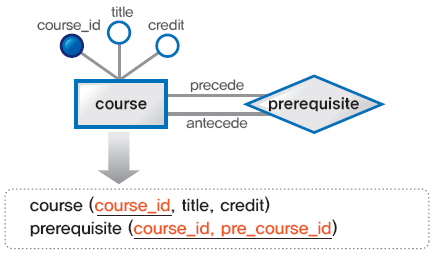 title
course_id
credit
course
precede
antecede
prerequisite
course (course_id, title, credit)
prerequisite (course_id, pre_course_id)